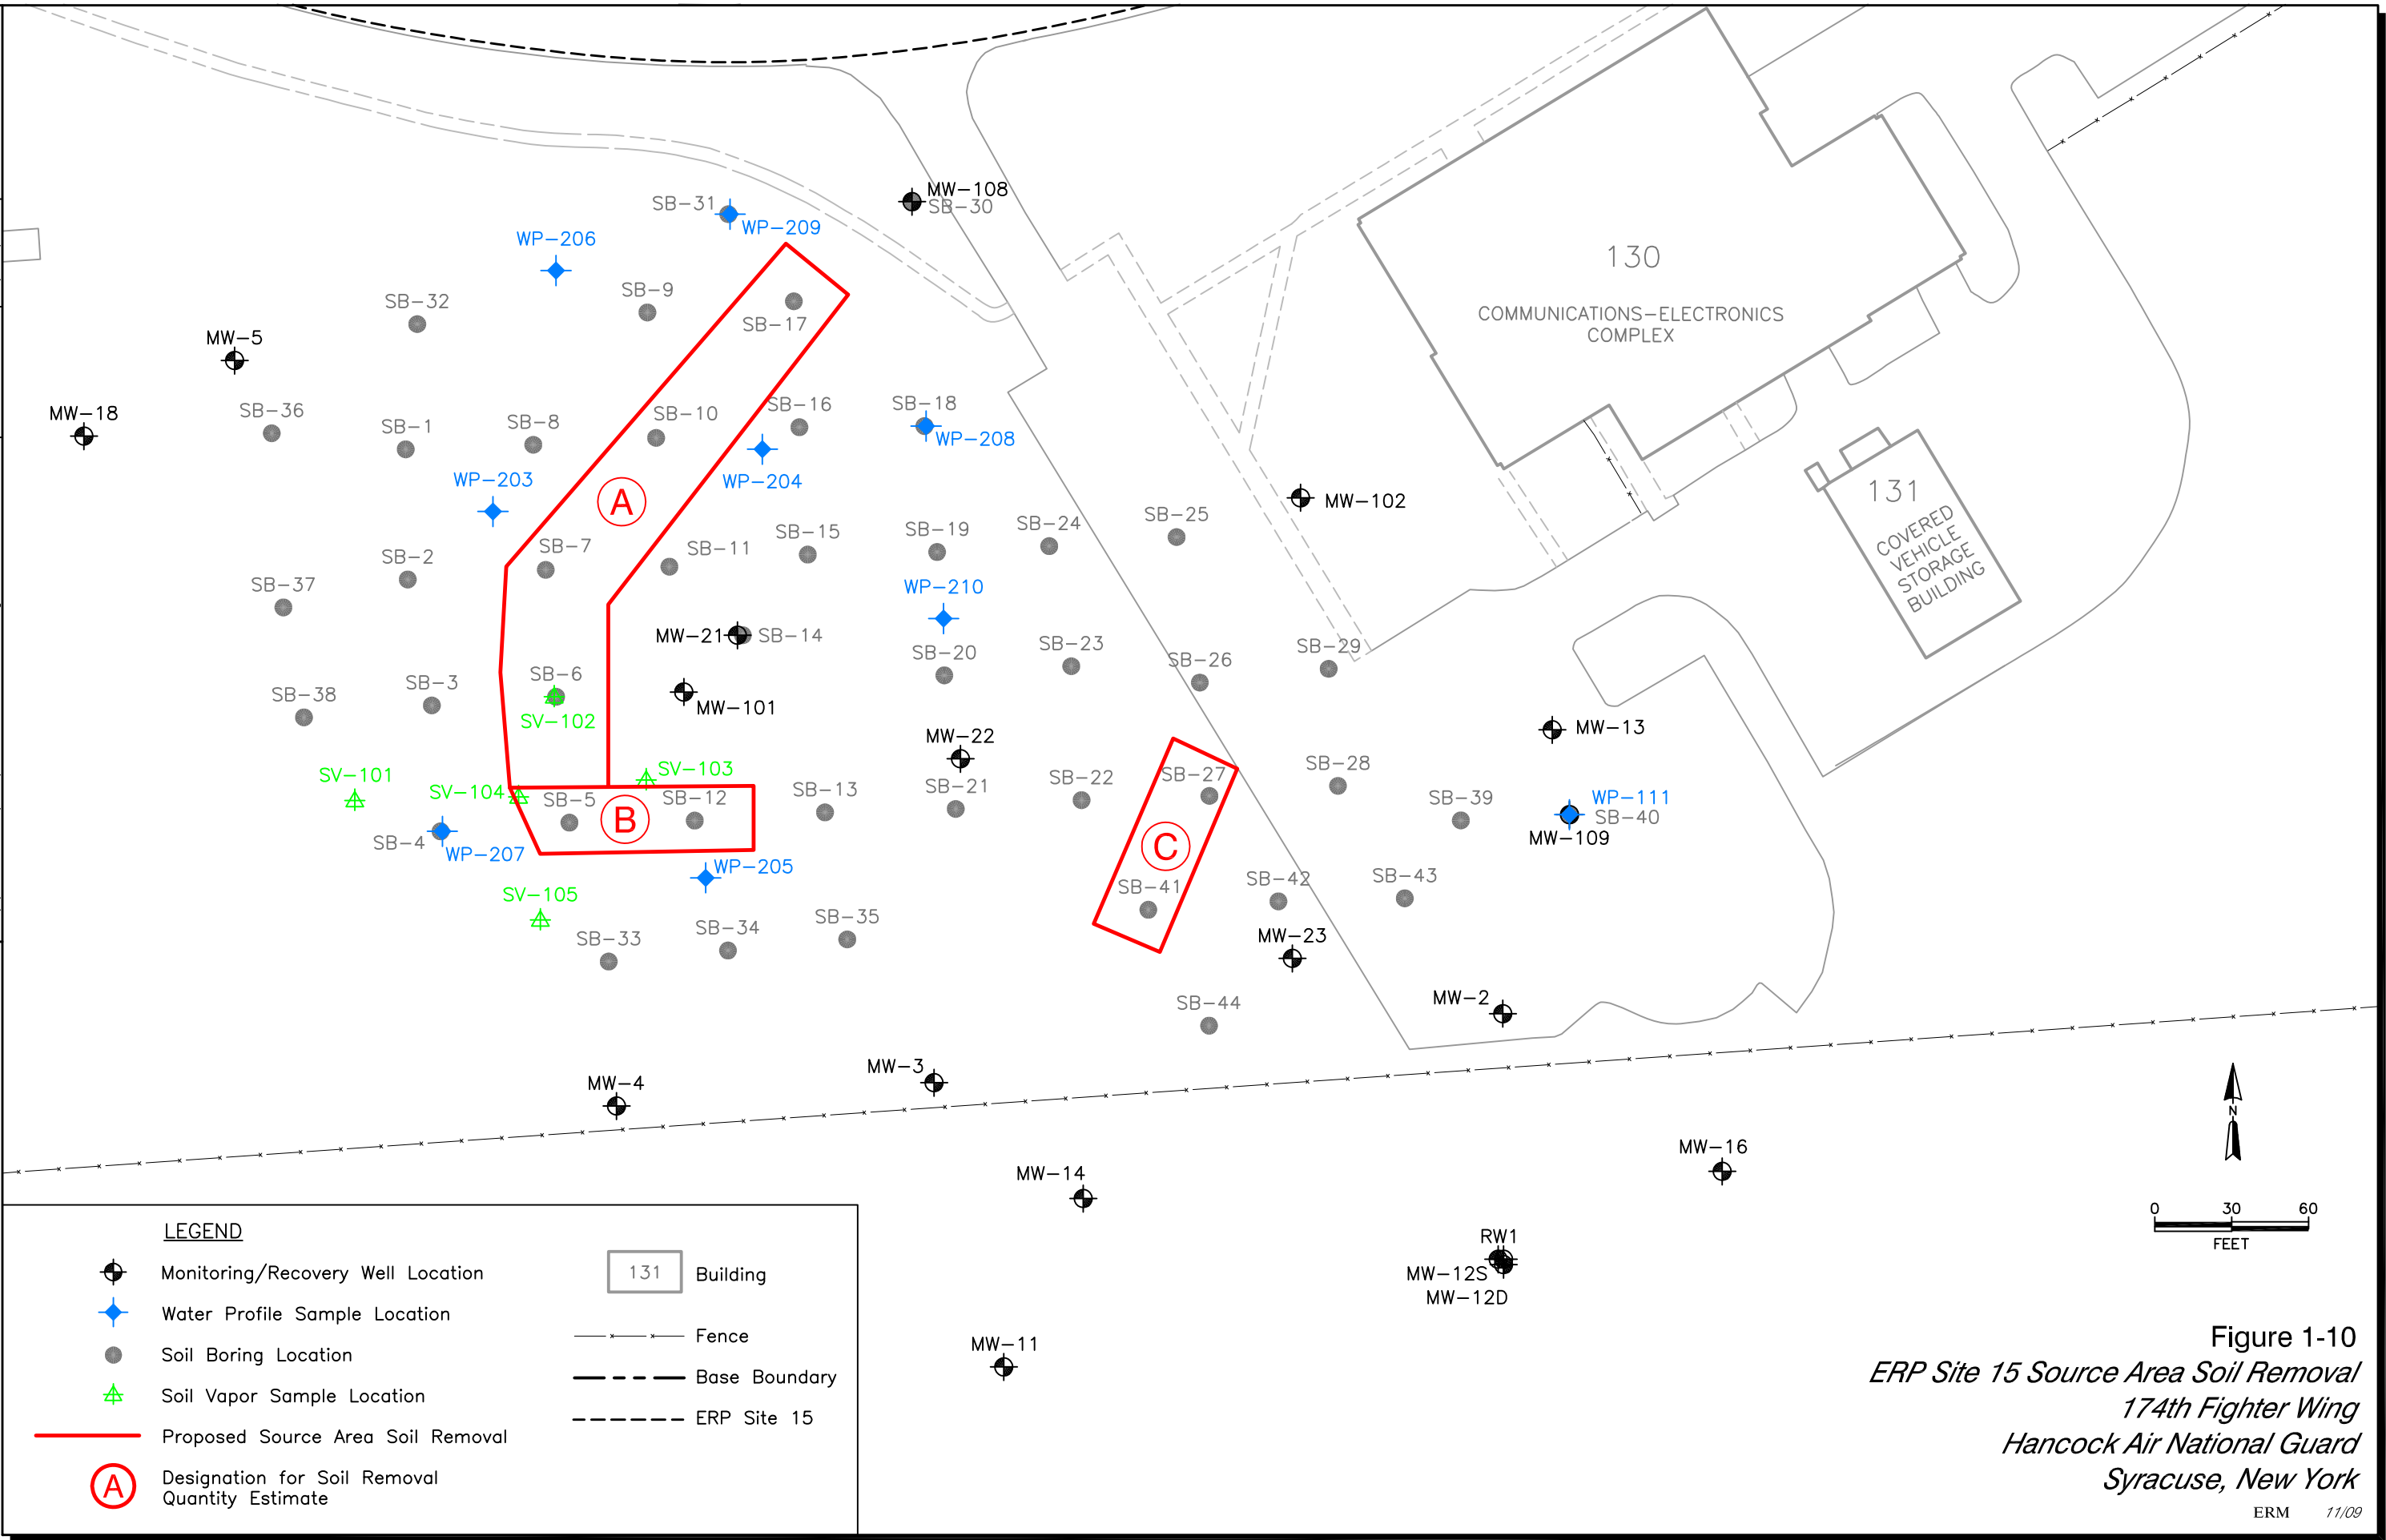 MW-108
SB-30
SB-31
WP-209
WP-206
130
COMMUNICATIONS-ELECTRONICS
COMPLEX
SB-32
SB-9
SB-17
MW-5
MW-18
SB-36
SB-1
SB-8
SB-10
SB-16
SB-18
WP-208
WP-203
WP-204
A
MW-102
131
COVERED
VEHICLE
STORAGE
BUILDING
SB-2
SB-7
SB-11
SB-15
SB-19
SB-24
SB-25
SB-37
WP-210
MW-21
SB-14
SB-20
SB-23
SB-26
SB-29
SB-38
SB-3
SB-6
SV-102
MW-101
MW-22
MW-13
SV-101
SV-104
SV-103
SB-5
B
SB-12
SB-13
SB-21
SB-22
SB-27
SB-28
SB-39
WP-111
SB-40
MW-109
SB-4
WP-207
WP-205
C
SB-41
SB-42
SB-43
SV-105
SB-33
SB-34
SB-35
MW-23
SB-44
MW-2
MW-4
MW-3
MW-14
MW-16
N
0 30 60
FEET
RW1
MW-12S
MW-12D
MW-11
LEGEND
Monitoring/Recovery Well Location
Water Profile Sample Location
Soil Boring Location
Soil Vapor Sample Location
Proposed Source Area Soil Removal
A
Designation for Soil Removal
Quantity Estimate
131
Building
Fence
Base Boundary
ERP Site 15
Figure 1-10
ERP Site 15 Source Area Soil Removal
174th Fighter Wing
Hancock Air National Guard
Syracuse, New York
ERM 11/09